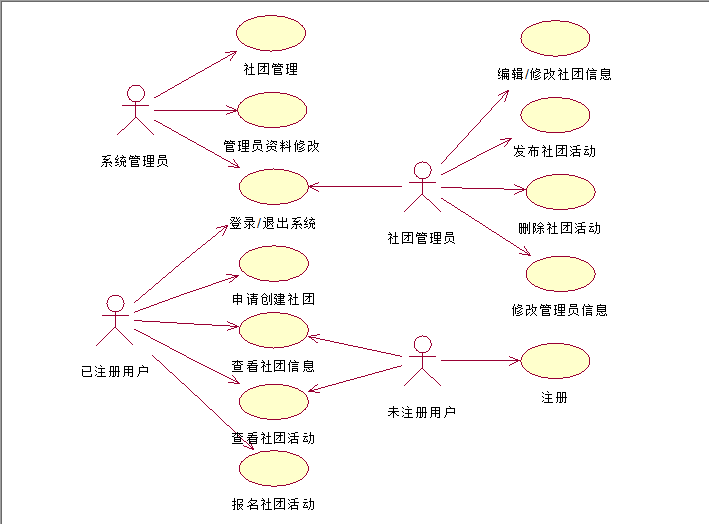 社团管理
编辑/修改社团信息
管理员资料修改
发布社团活动
系统管理员
登录/退出系统
删除社团活动
社团管理员
申请创建社团
修改管理员信息
查看社团信息
已注册用户
注册
未注册用户
查看社团活动
报名社团活动